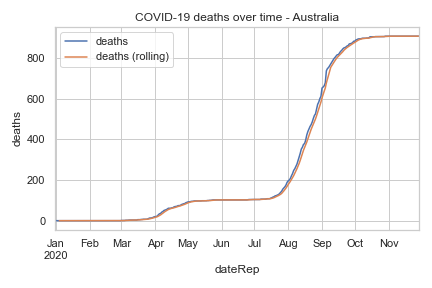 COVID-19 deaths over time - Australia
deaths
deaths (rolling)
800
600
400
200
0
deaths
Jan Feb Mar Apr May Jun Jul Aug Sep Oct Nov
2020
dateRep